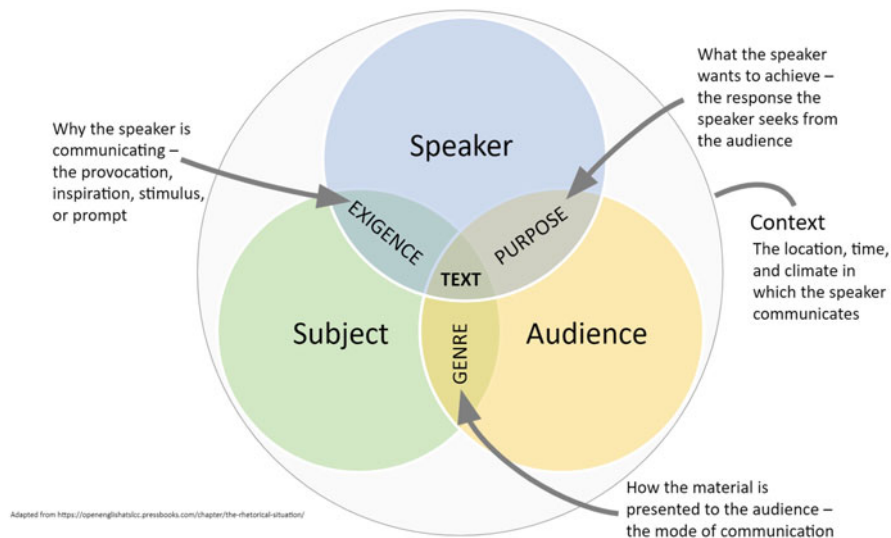 What the speaker
wants to achieve –
the response the
speaker seeks from
the audience
Why the speaker is
communicating –
the provocation,
inspiration, stimulus,
or prompt
Speaker
EXIGENCE
PURPOSE
Context
The location, time,
and climate in
which the speaker
communicates
TEXT
Subject
Audience
GENRE
How the material is
presented to the audience –
the mode of communication
Adapted from https://openenglishatslcc.pressbooks.com/chapter/the-rhetorical-situation/